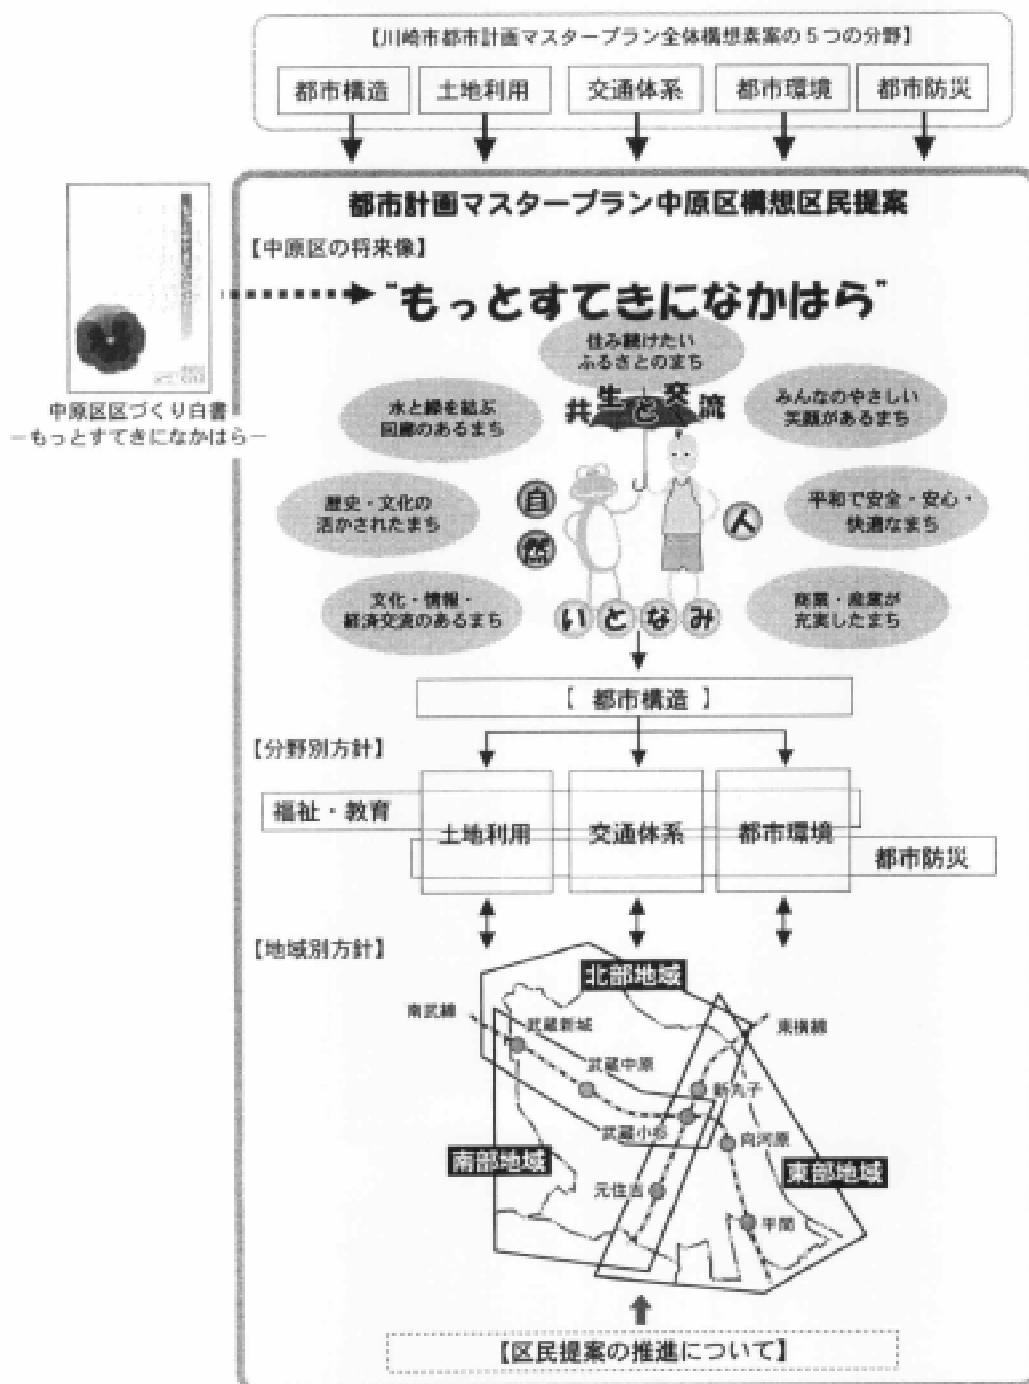 【川崎市都市計画マスタープラン全体構想素案の5つの分野】
都市構造
土地利用
交通体系
都市環境
都市防災
都市計画マスタープラン中原区構想区民提案
【中原区の将来像】
"もっとすてきになかはら"
中原区区づくり白書
―もっとすてきになかはら―
住み続けたい
ふるさとのまち
水と緑を結ぶ
回廊のあるまち
共生と交流
みんなのやさしい
笑顔があるまち
歴史・文化の
活かされたまち
自然
人
平和で安全・安心・
快適なまち
文化・情報・
経済交流のあるまち
いとなみ
商業・産業が
充実したまち
【 都市構造 】
【分野別方針】
福祉・教育
土地利用
交通体系
都市環境
都市防災
【地域別方針】
北部地域
南武線
武蔵新城
東横線
武蔵中原
新丸子
武蔵小杉
向河原
南部地域
東部地域
元住吉
平間
【区民提案の推進について】